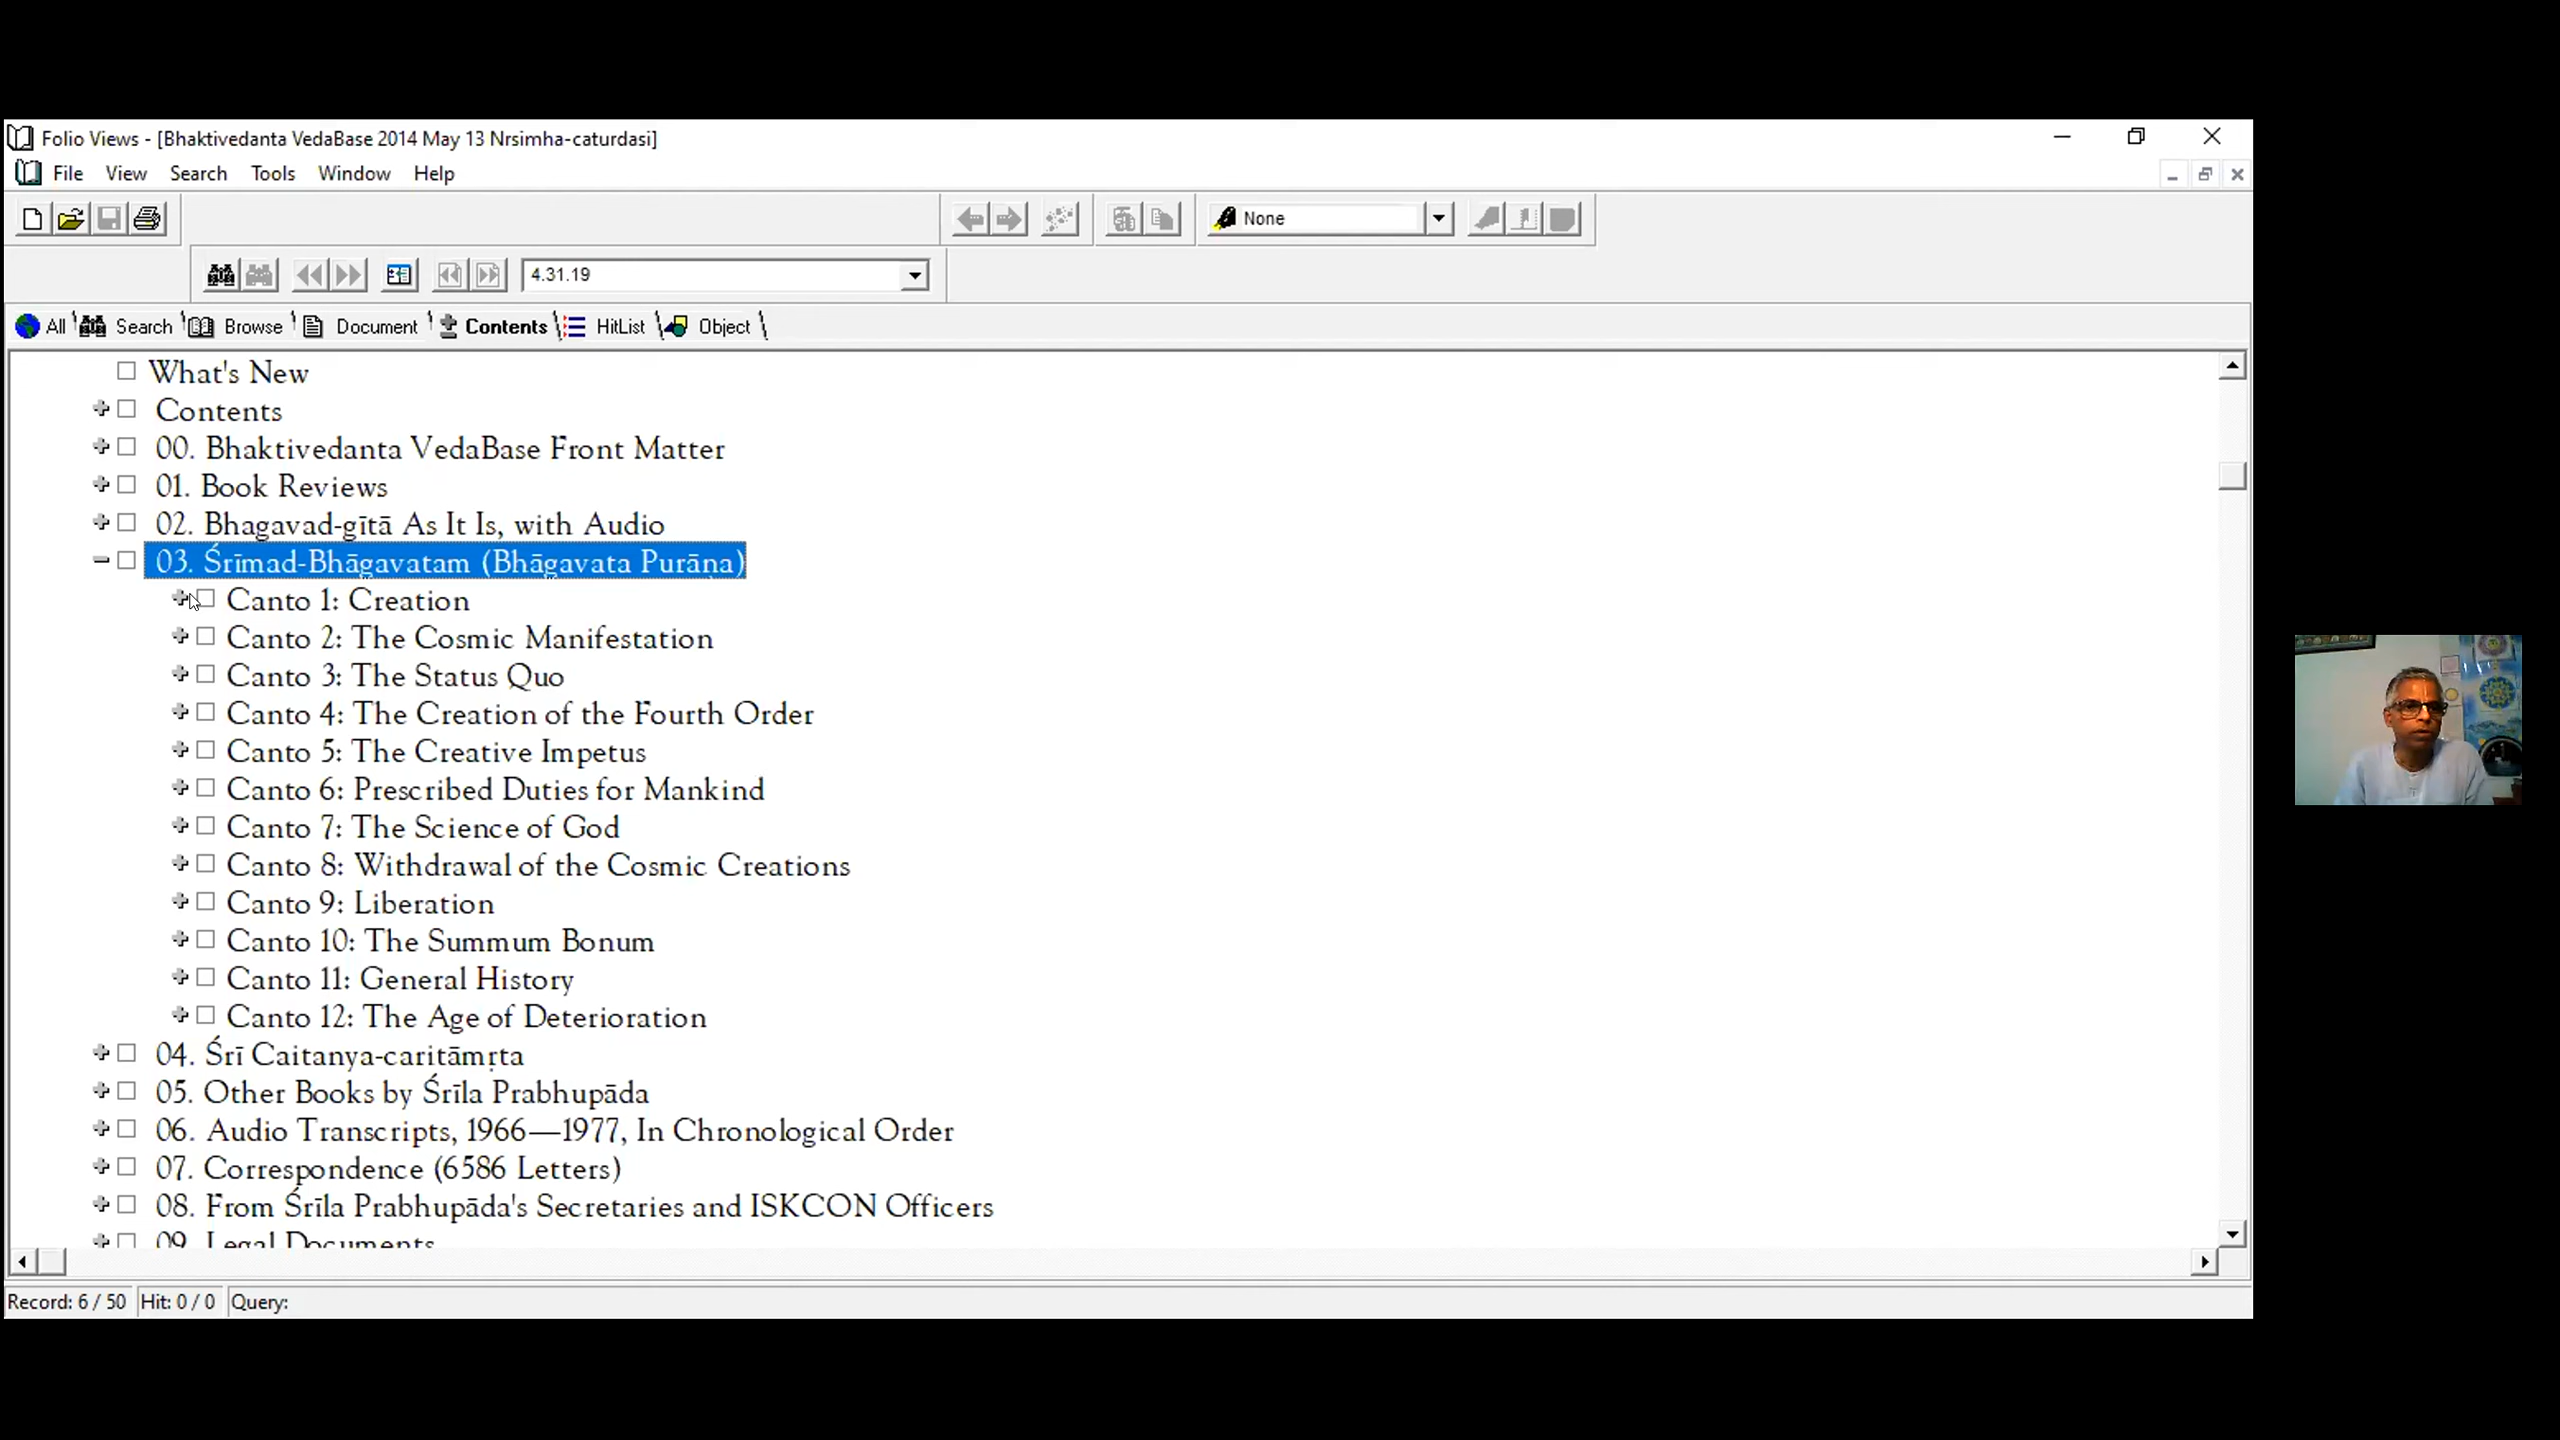 Folio Views - [Bhaktivedanta VedaBase 2014 May 13 Nrsimha-caturdasi]
File View Search Tools Window Help
None
4.31.19
All Search Browse Document Contents HitList Object
What's New
Contents
00. Bhaktivedanta VedaBase Front Matter
01. Book Reviews
02. Bhagavad-gītā As It Is, with Audio
03. Śrīmad-Bhāgavatam (Bhāgavata Purāṇa)
Canto 1: Creation
Canto 2: The Cosmic Manifestation
Canto 3: The Status Quo
Canto 4: The Creation of the Fourth Order
Canto 5: The Creative Impetus
Canto 6: Prescribed Duties for Mankind
Canto 7: The Science of God
Canto 8: Withdrawal of the Cosmic Creations
Canto 9: Liberation
Canto 10: The Summum Bonum
Canto 11: General History
Canto 12: The Age of Deterioration
04. Śrī Caitanya-caritāmṛta
05. Other Books by Śrīla Prabhupāda
06. Audio Transcripts, 1966—1977, In Chronological Order
07. Correspondence (6586 Letters)
08. From Śrīla Prabhupāda's Secretaries and ISKCON Officers
09. Legal Documents
Record: 6 / 50 Hit: 0 / 0 Query: